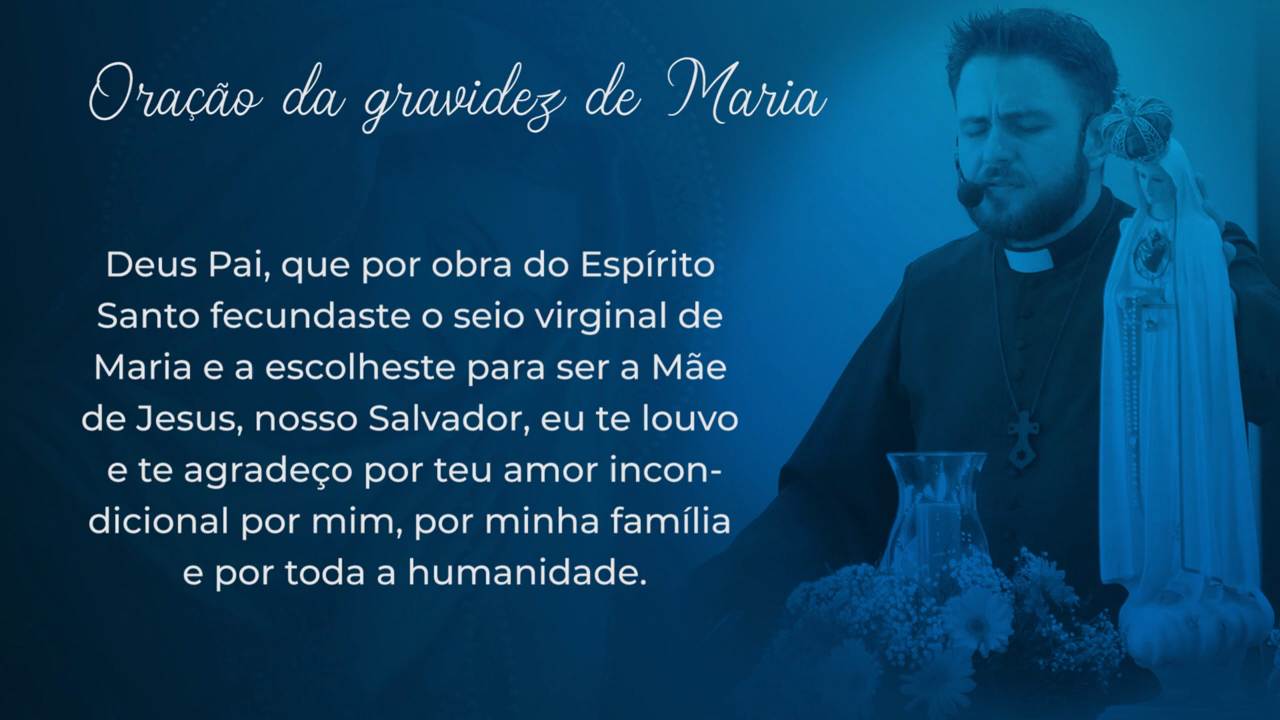 Oração da gravidez de Maria
Deus Pai, que por obra do Espírito
Santo fecundaste o seio virginal de
Maria e a escolheste para ser a Mãe
de Jesus, nosso Salvador, eu te louvo
e te agradeço por teu amor incon-
dicional por mim, por minha família
e por toda a humanidade.